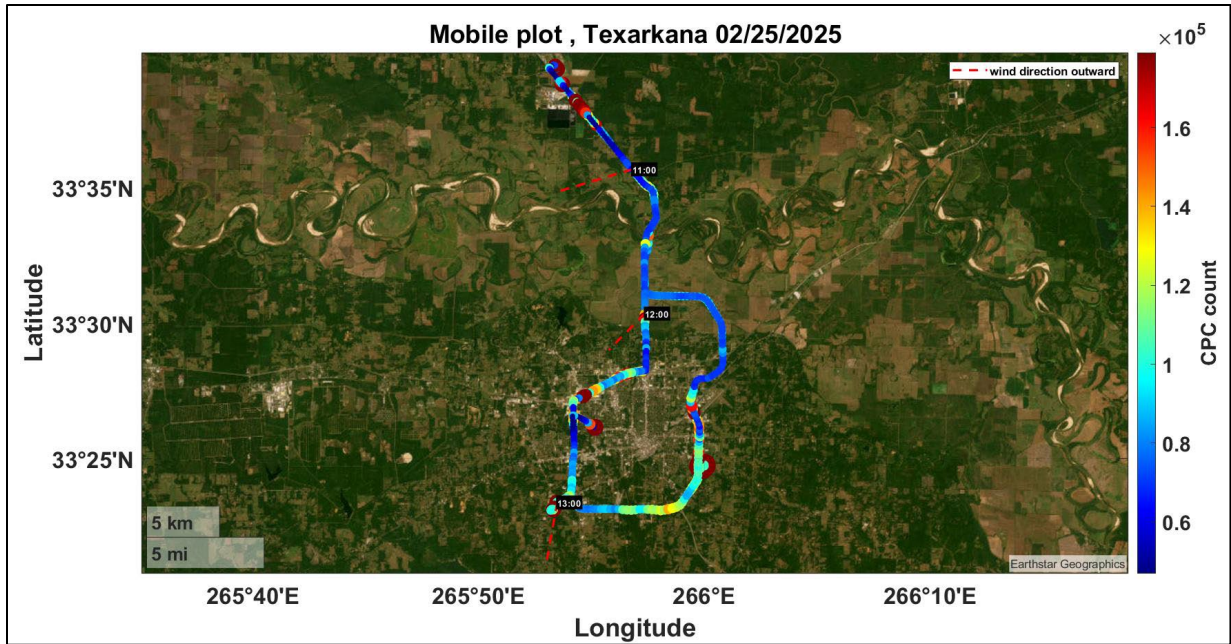 Mobile plot , Texarkana 02/25/2025
×10⁵
wind direction outward
1.6
11:00
33°35'N
1.4
1.2
Latitude
CPC count
33°30'N
12:00
1
0.8
33°25'N
13:00
0.6
5 km
5 mi
Earthstar Geographics
265°40'E
265°50'E
266°E
266°10'E
Longitude